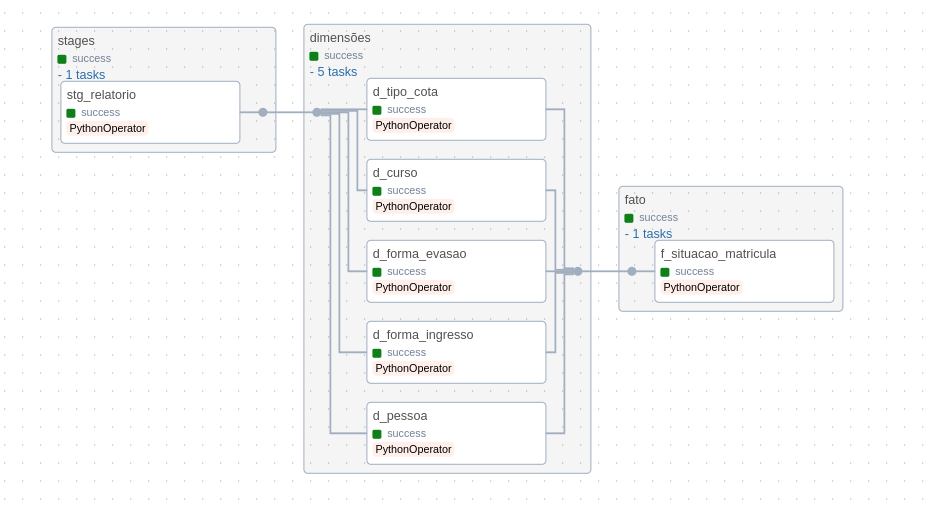 stages
success
- 1 tasks
stg_relatorio
success
PythonOperator
dimensões
success
- 5 tasks
d_tipo_cota
success
PythonOperator
d_curso
success
PythonOperator
d_forma_evasao
success
PythonOperator
d_forma_ingresso
success
PythonOperator
d_pessoa
success
PythonOperator
fato
success
- 1 tasks
f_situacao_matricula
success
PythonOperator